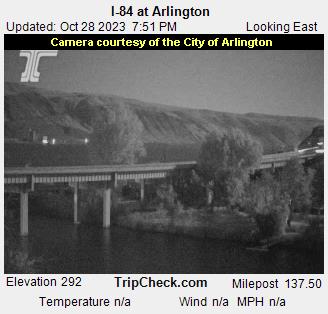 I-84 at Arlington
Updated: Oct 28 2023 7:51 PM Looking East
Camera courtesy of the City of Arlington
Elevation 292 TripCheck.com Milepost 137.50
Temperature n/a Wind n/a MPH n/a